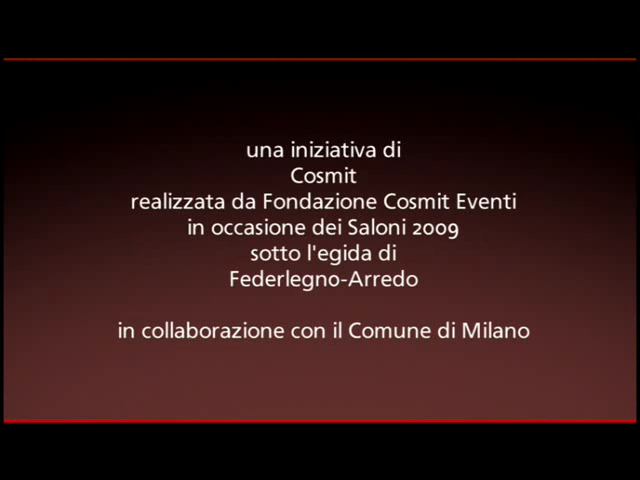 una iniziativa di
Cosmit
realizzata da Fondazione Cosmit Eventi
in occasione dei Saloni 2009
sotto l'egida di
Federlegno-Arredo
in collaborazione con il Comune di Milano